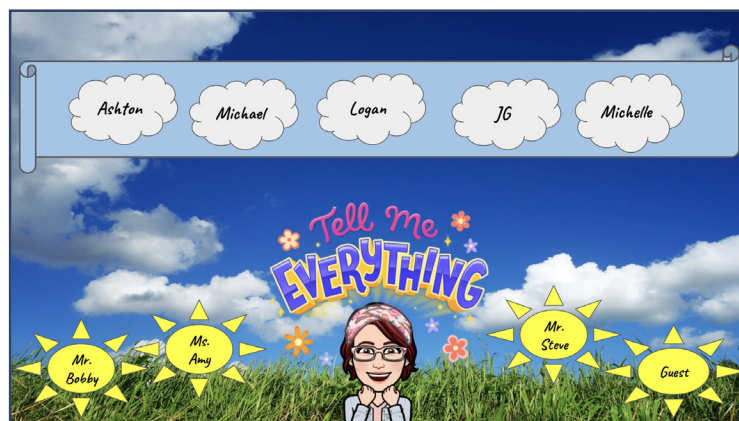 Ashton
Michael
Logan
JG
Michelle
Tell Me
EVERYTHING
Mr.
Bobby
Ms.
Amy
Mr.
Steve
Guest